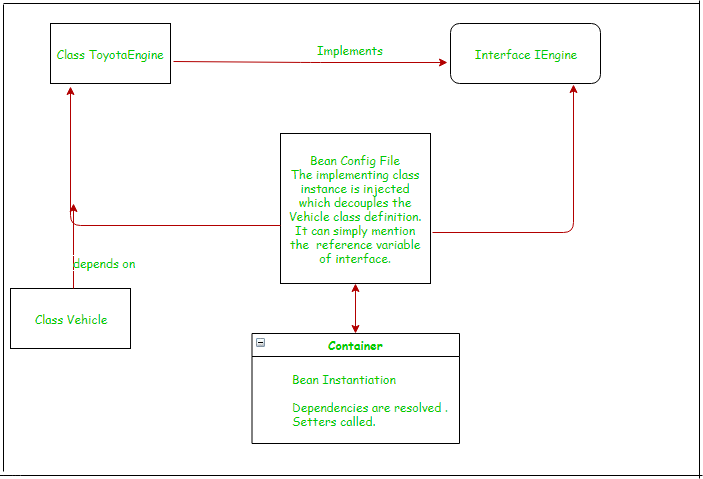 Class ToyotaEngine
Implements
Interface IEngine
Bean Config File
The implementing class
instance is injected
which decouples the
Vehicle class definition.
It can simply mention
the reference variable
of interface.
depends on
Class Vehicle
Container
Bean Instantiation
Dependencies are resolved .
Setters called.